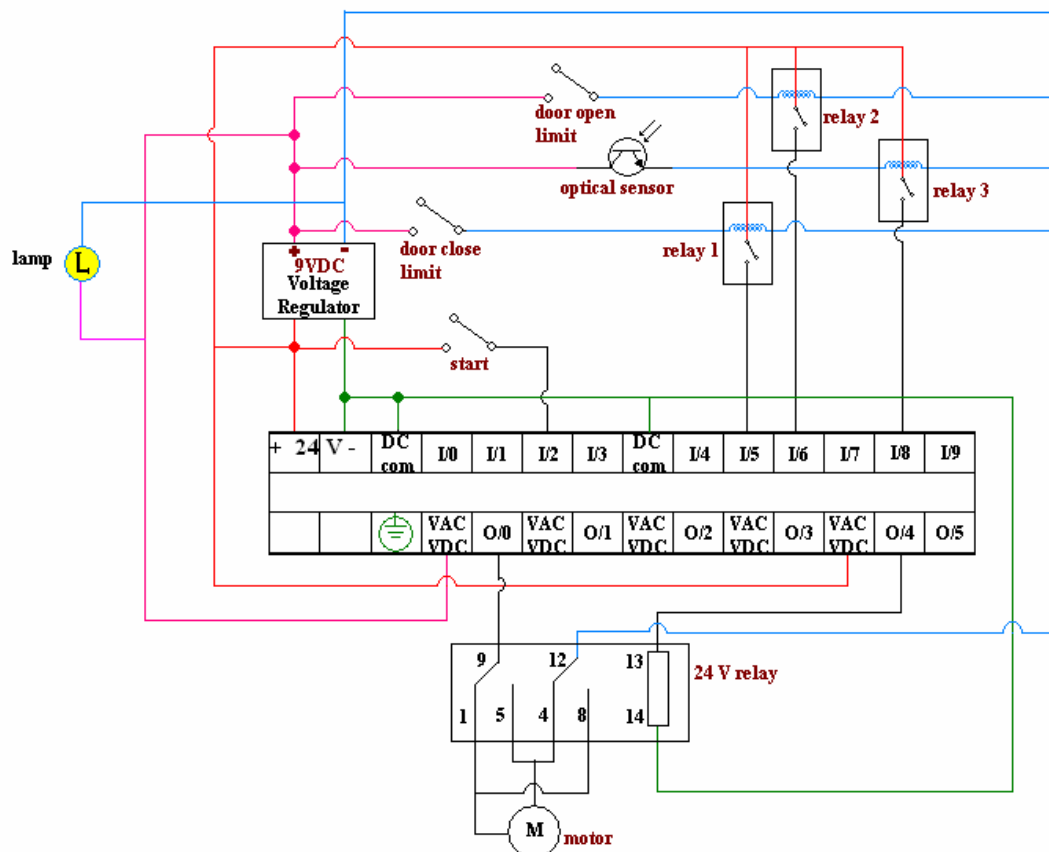 door open
limit
relay 2
optical sensor
relay 3
lamp
L
door close
limit
relay 1
+ -
9VDC
Voltage
Regulator
start
+ 24 V - DC com I/0 I/1 I/2 I/3 DC com I/4 I/5 I/6 I/7 I/8 I/9
VAC VDC O/0 VAC VDC O/1 VAC VDC O/2 VAC VDC O/3 VAC VDC O/4 O/5
9 12 13
24 V relay
1 5 4 8 14
M
motor